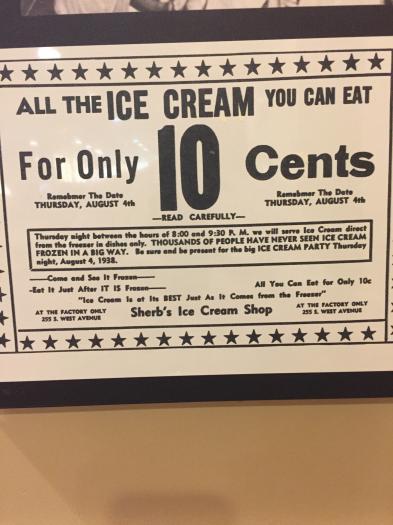 ALL THE ICE CREAM YOU CAN EAT
For Only 10 Cents
Remebmer The Date
THURSDAY, AUGUST 4th
Remebmer The Date
THURSDAY, AUGUST 4th
—READ CAREFULLY—
Thursday night between the hours of 8:00 and 9:30 P. M. we will serve Ice Cream direct
from the freezer in dishes only. THOUSANDS OF PEOPLE HAVE NEVER SEEN ICE CREAM
FROZEN IN A BIG WAY. Be sure and be present for the big ICE CREAM PARTY Thursday
night, August 4, 1938.
——Come and See It Frozen——
-Eat It Just After IT IS Frozen——
All You Can Eat for Only 10c
"Ice Cream is at Its BEST Just As It Comes from the Freezer"
AT THE FACTORY ONLY
255 S. WEST AVENUE
Sherb's Ice Cream Shop
AT THE FACTORY ONLY
255 S. WEST AVENUE